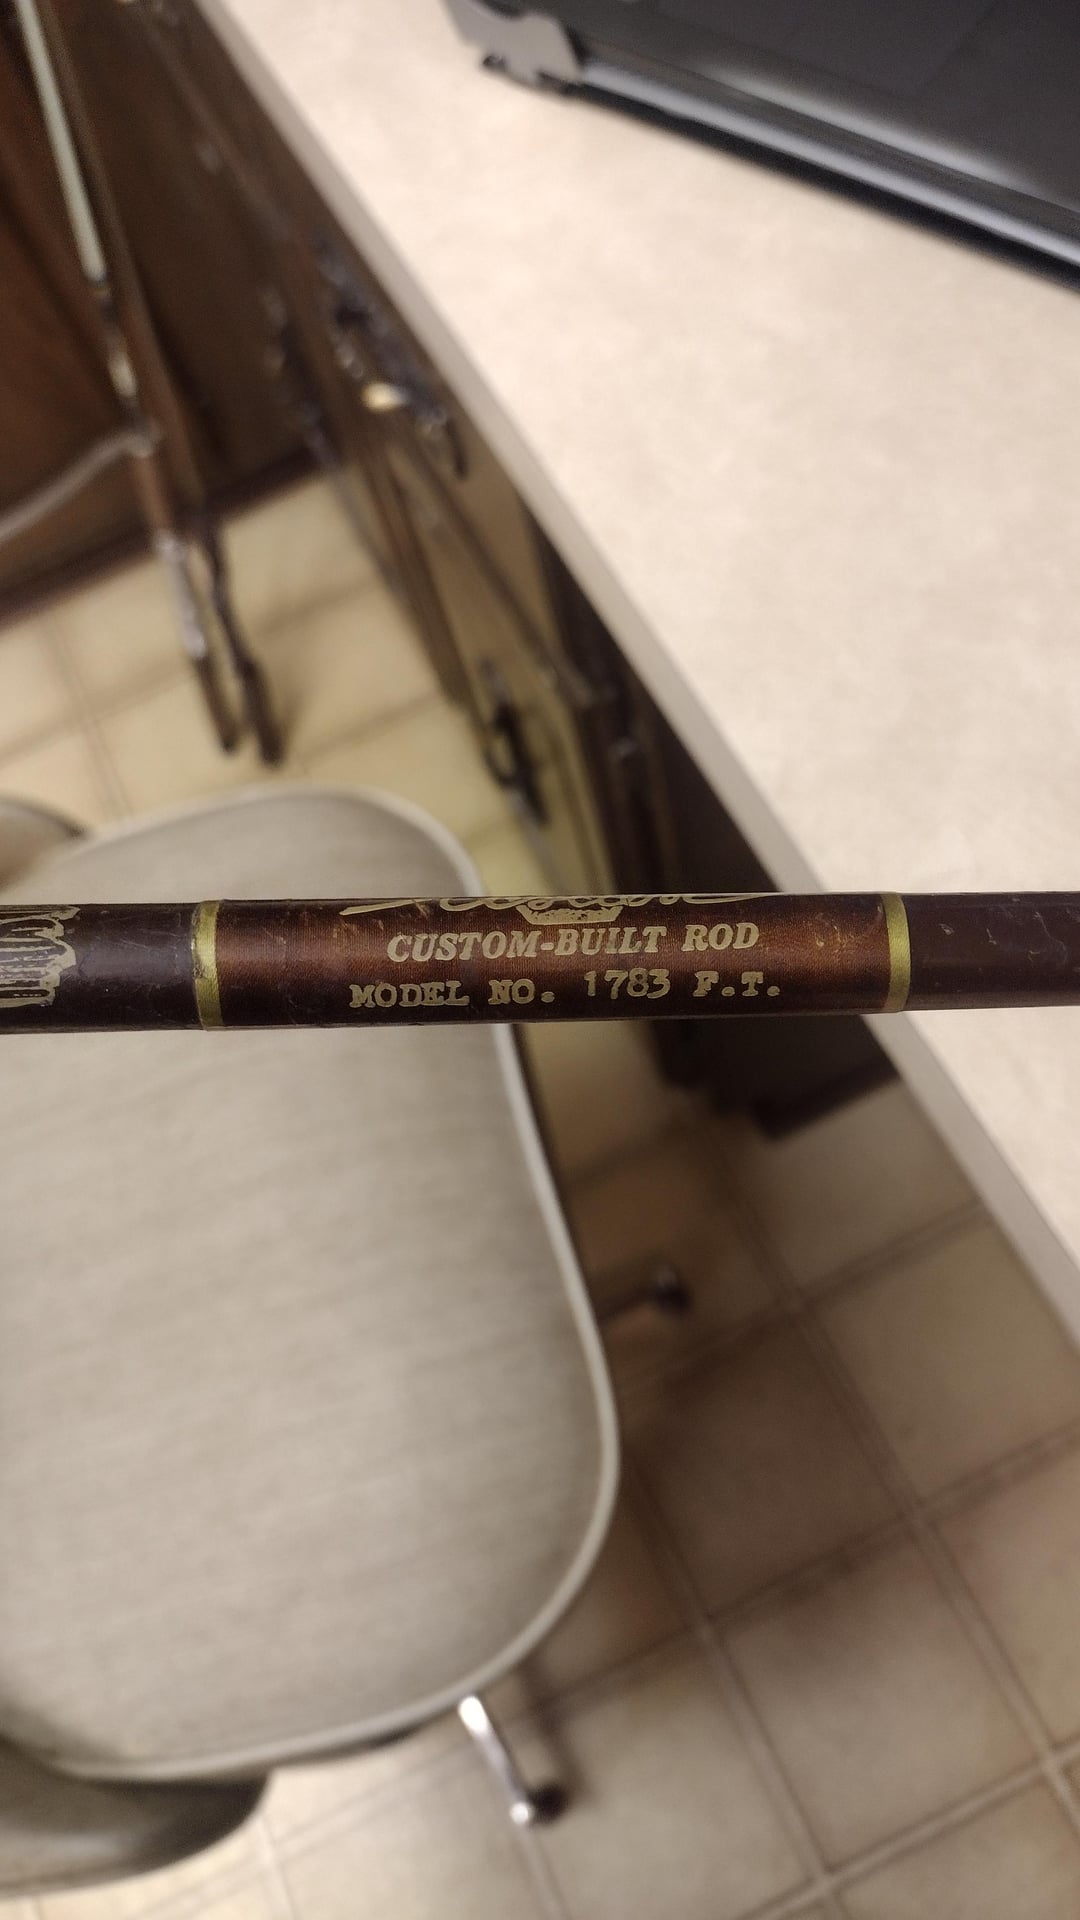 CUSTOM-BUILT ROD
MODEL NO. 1783 F.T.